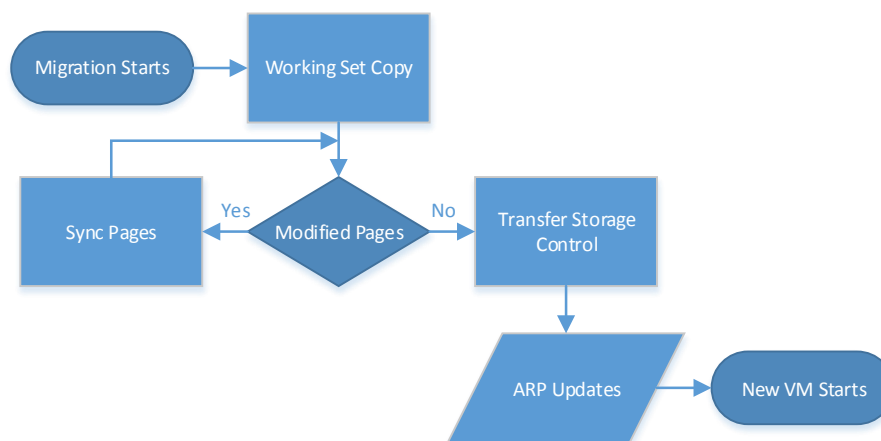 Migration Starts
Working Set Copy
Yes
No
Sync Pages
Modified Pages
Transfer Storage
Control
ARP Updates
New VM Starts